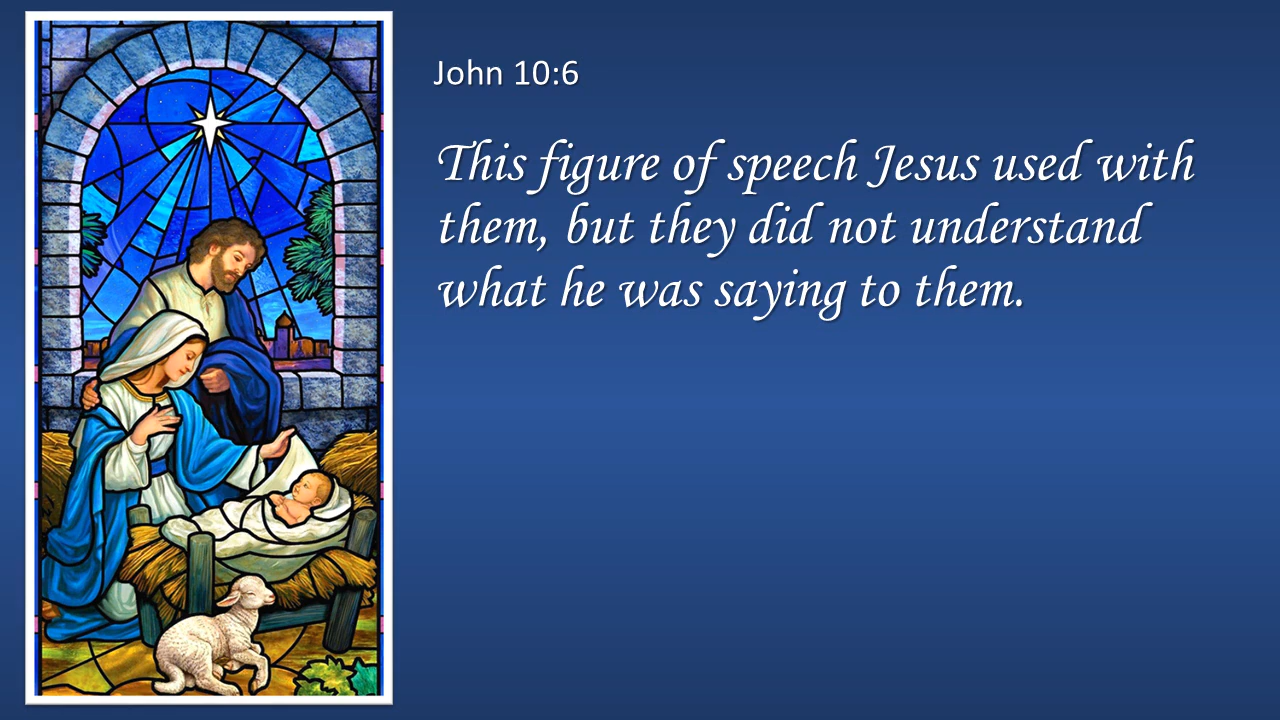 John 10:6
This figure of speech Jesus used with
them, but they did not understand
what he was saying to them.